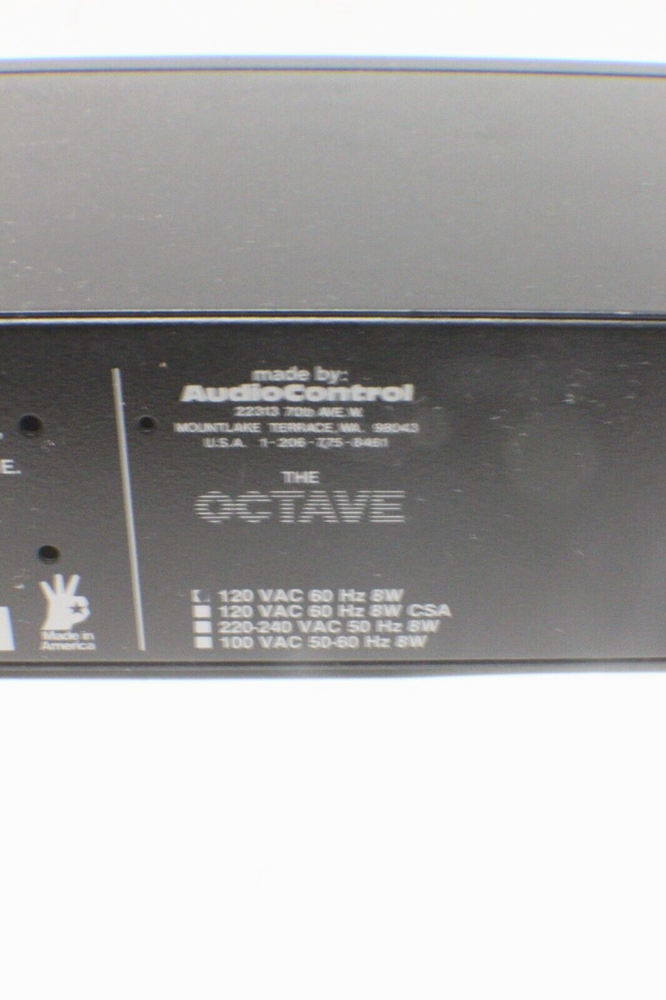 E.
Made in
America
made by:
AudioControl
22313 70th AVE. W.
MOUNTLAKE TERRACE, WA. 98043
U.S.A. 1-206-775-8461
THE
OCTAVE
120 VAC 60 Hz 8W
120 VAC 60 Hz 8W CSA
220-240 VAC 50 Hz 8W
100 VAC 50-60 Hz 8W